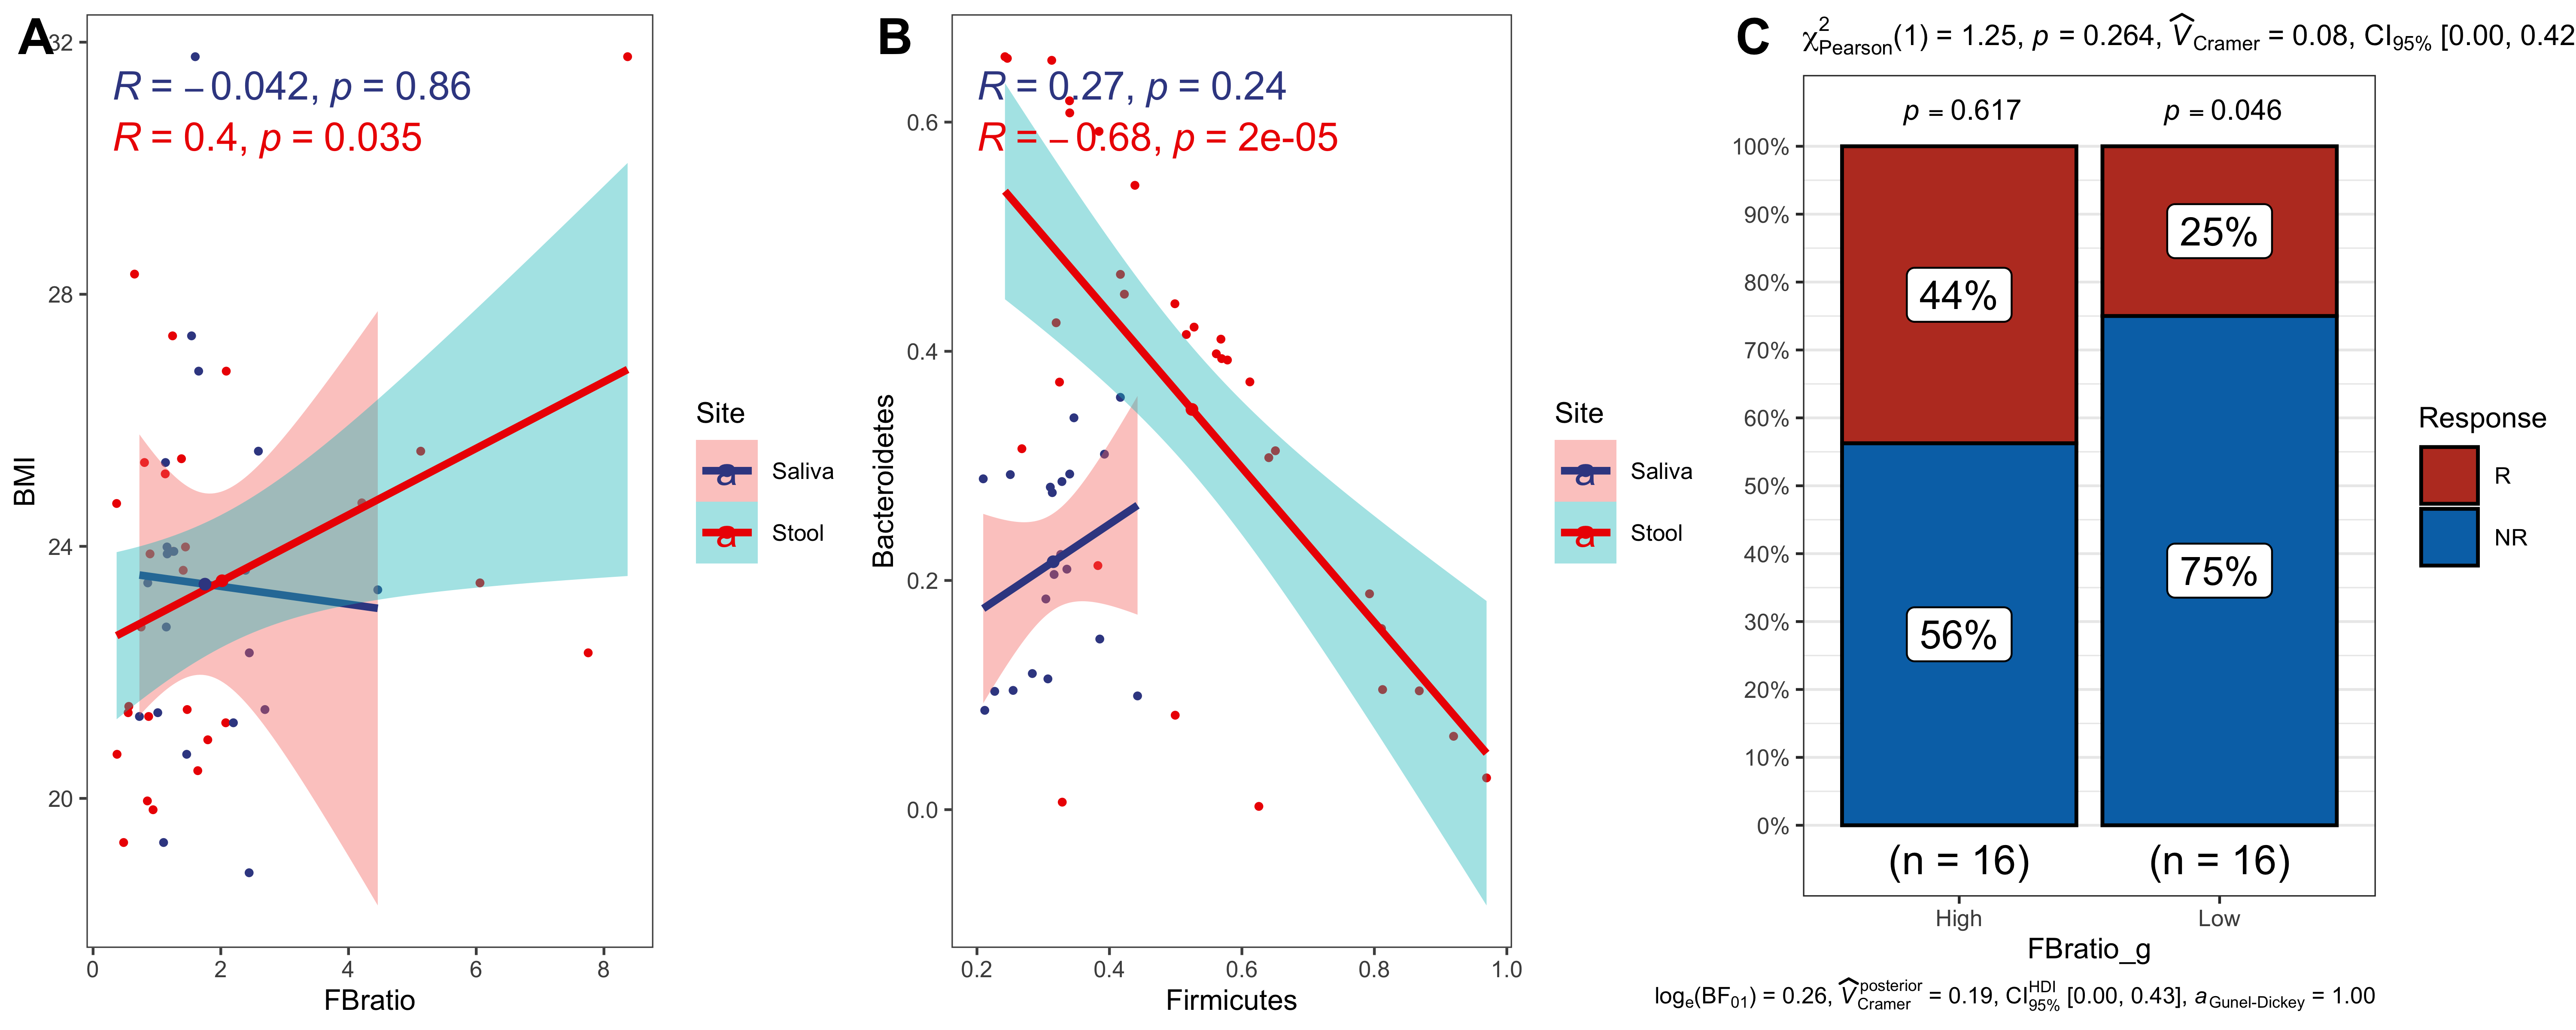 A
32
28
24
20
BMI
R = −0.042, p = 0.86
R = 0.4, p = 0.035
0 2 4 6 8
FBratio
Site
a Saliva
a Stool
B
0.6
0.4
0.2
0.0
Bacteroidetes
R = 0.27, p = 0.24
R = −0.68, p = 2e-05
0.2 0.4 0.6 0.8 1.0
Firmicutes
Site
a Saliva
a Stool
C
χ²Pearson(1) = 1.25, p = 0.264, V̂Cramer = 0.08, CI95% [0.00, 0.42
p = 0.617 p = 0.046
100%
90%
80%
70%
60%
50%
40%
30%
20%
10%
0%
44%
56%
25%
75%
(n = 16) (n = 16)
High Low
FBratio_g
Response
R
NR
loge(BF01) = 0.26, V̂Cramer posterior = 0.19, CI95% HDI [0.00, 0.43], aGunel-Dickey = 1.00